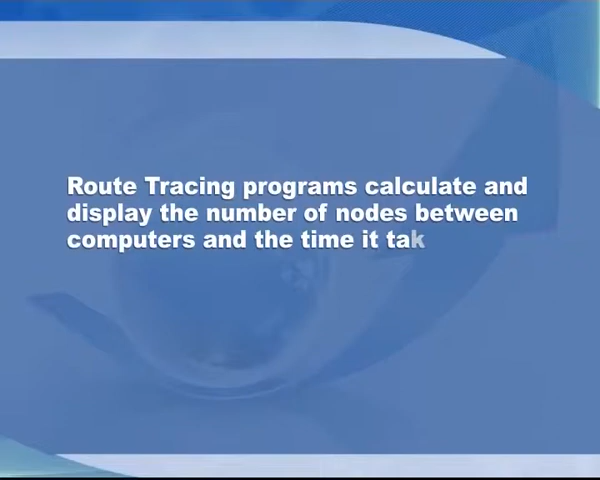 Route Tracing programs calculate and
display the number of nodes between
computers and the time it tak